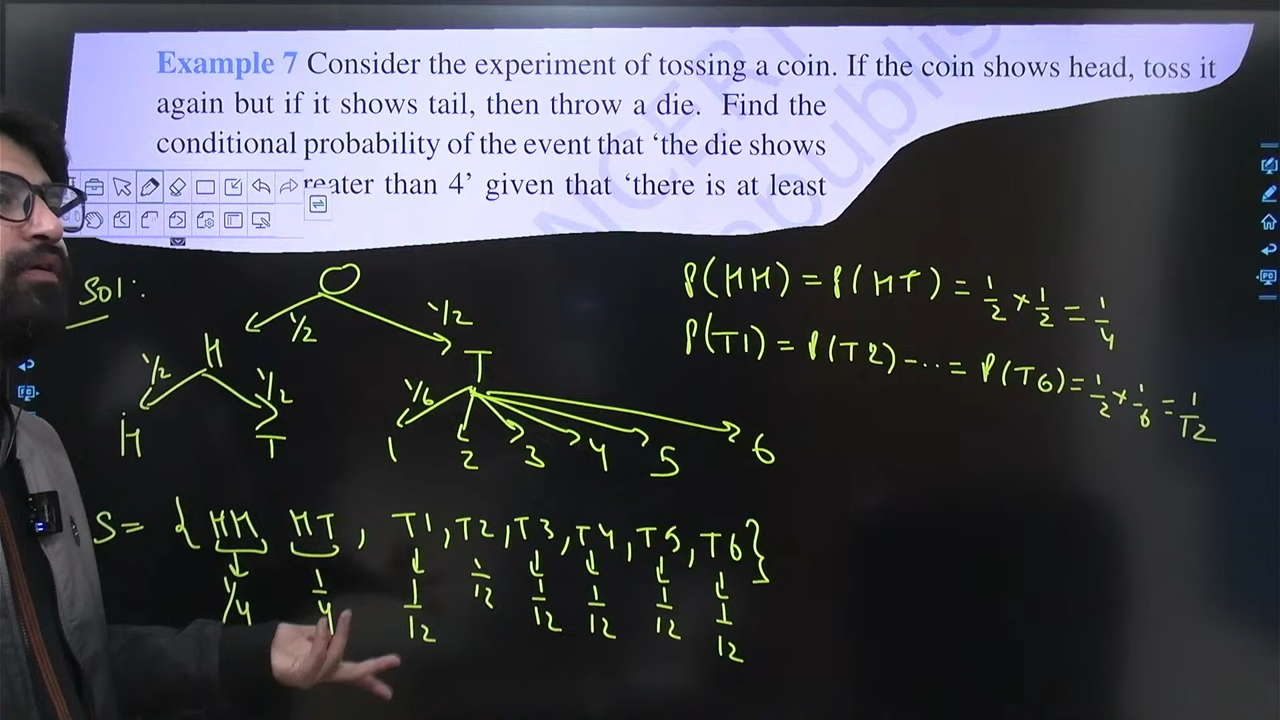 Example 7 Consider the experiment of tossing a coin. If the coin shows head, toss it
again but if it shows tail, then throw a die. Find the
conditional probability of the event that ‘the die shows
reater than 4’ given that ‘there is at least
NCERT
republis
Sol:
1/2 1/2
H T
1/2 1/2 1/6
H T 1 2 3 4 5 6
S = { HH, HT, T1, T2, T3, T4, T5, T6}
1/4 1/4 1/12 1/12 1/12 1/12 1/12 1/12
P(HH) = P(HT) = 1/2 × 1/2 = 1/4
P(T1) = P(T2) --- = P(T6) = 1/2 × 1/6 = 1/12